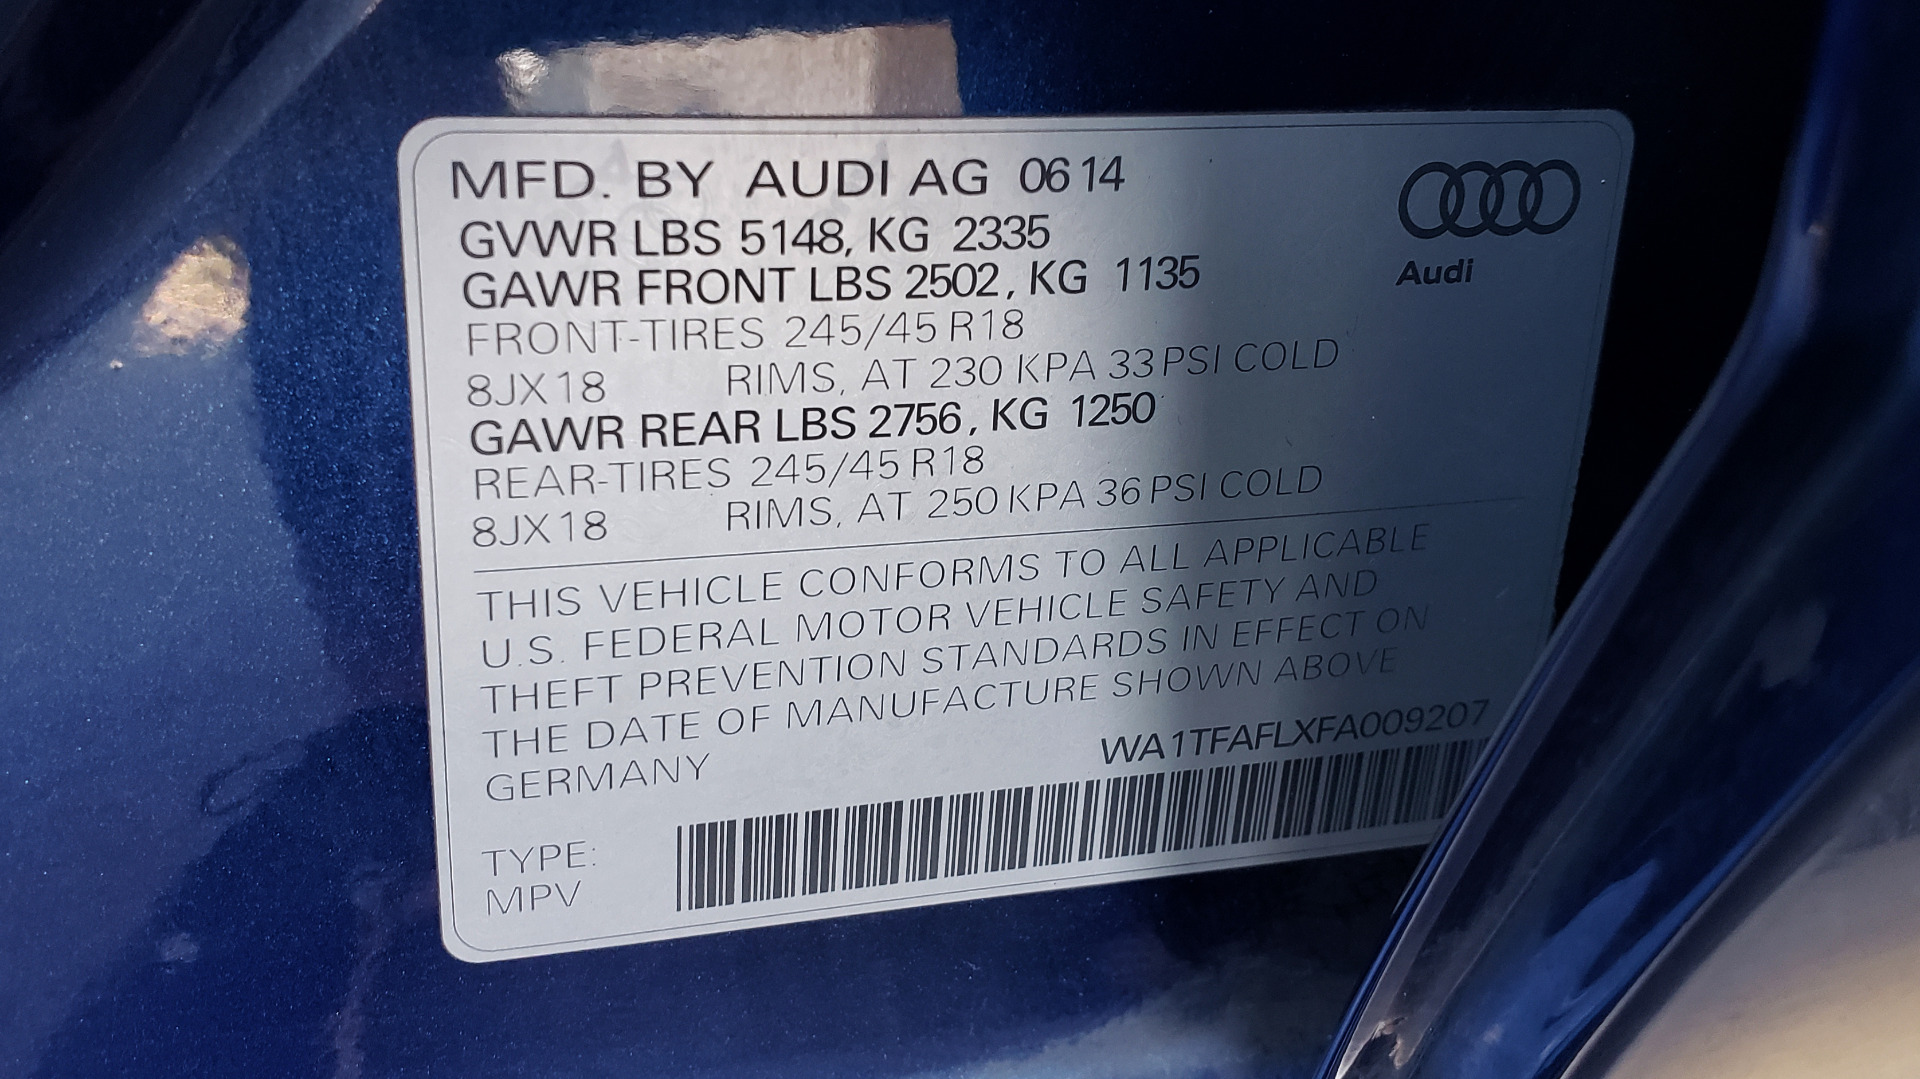 MFD. BY AUDI AG 06 14
GVWR LBS 5148, KG 2335
GAWR FRONT LBS 2502, KG 1135
FRONT-TIRES 245/45 R18
8JX18 RIMS, AT 230 KPA 33 PSI COLD
GAWR REAR LBS 2756, KG 1250
REAR-TIRES 245/45 R18
8JX18 RIMS, AT 250 KPA 36 PSI COLD
Audi
THIS VEHICLE CONFORMS TO ALL APPLICABLE
U.S. FEDERAL MOTOR VEHICLE SAFETY AND
THEFT PREVENTION STANDARDS IN EFFECT ON
THE DATE OF MANUFACTURE SHOWN ABOVE
GERMANY WA1TFAFLXFA009207
TYPE:
MPV